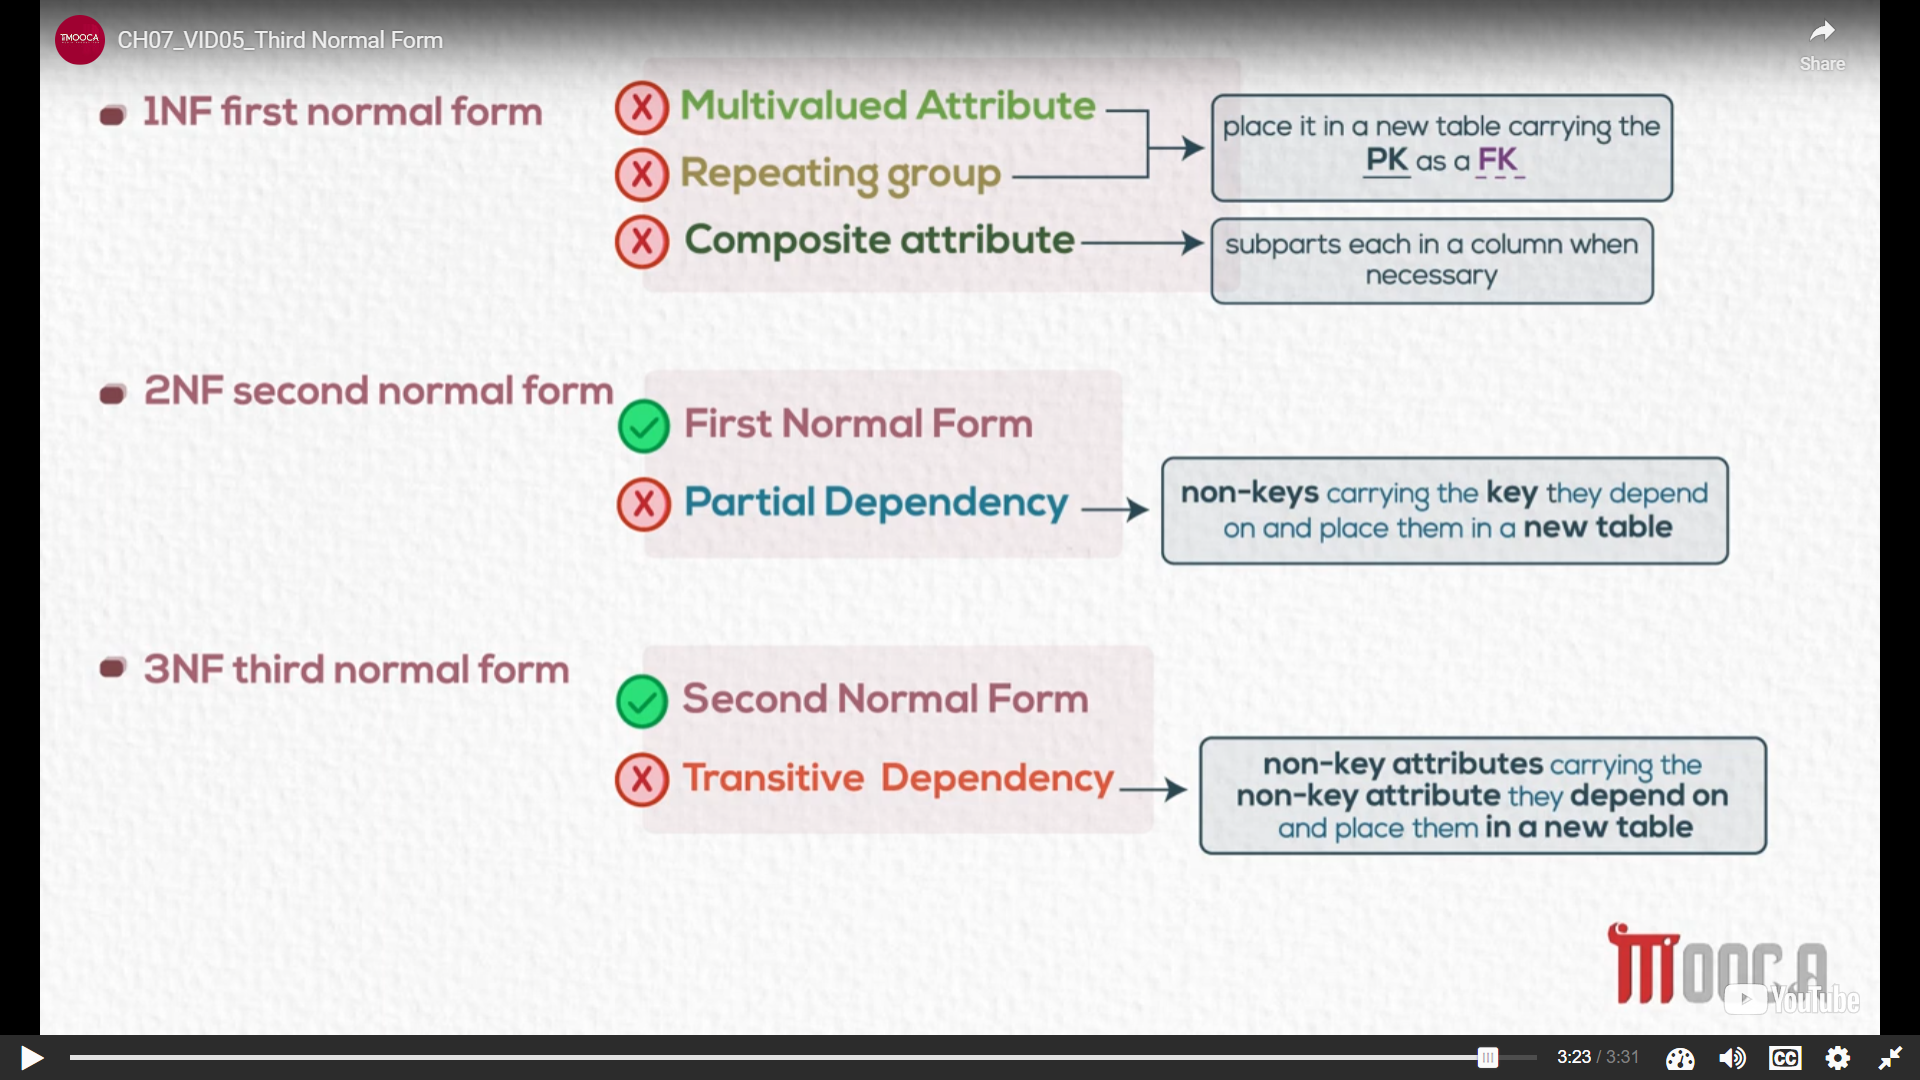 TMOOCA
CH07_VID05_Third Normal Form
Share
1NF first normal form
X Multivalued Attribute
X Repeating group
X Composite attribute
place it in a new table carrying the
PK as a FK
subparts each in a column when
necessary
2NF second normal form
First Normal Form
X Partial Dependency
non-keys carrying the key they depend
on and place them in a new table
3NF third normal form
Second Normal Form
X Transitive Dependency
non-key attributes carrying the
non-key attribute they depend on
and place them in a new table
MOOCA
YouTube
3:23 / 3:31
CC